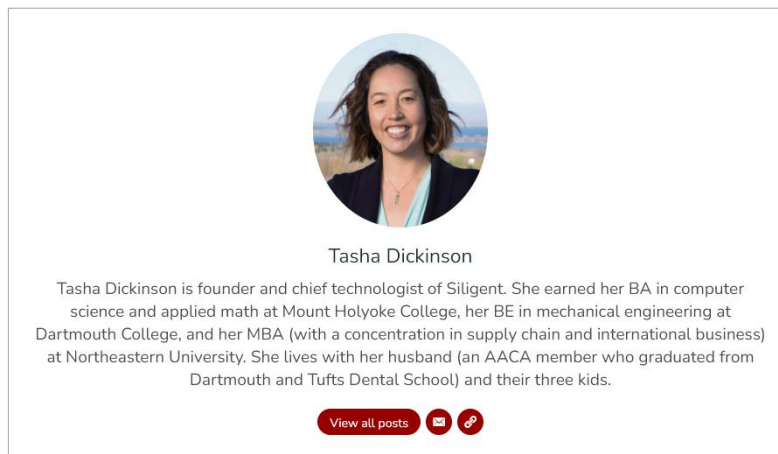 Tasha Dickinson
Tasha Dickinson is founder and chief technologist of Siligent. She earned her BA in computer
science and applied math at Mount Holyoke College, her BE in mechanical engineering at
Dartmouth College, and her MBA (with a concentration in supply chain and international business)
at Northeastern University. She lives with her husband (an AACA member who graduated from
Dartmouth and Tufts Dental School) and their three kids.
View all posts